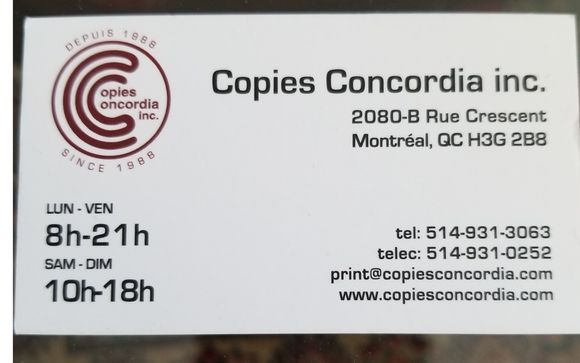 DEPUIS 1988
Copies
Concordia
inc.
SINCE 1988
Copies Concordia inc.
2080-B Rue Crescent
Montréal, QC H3G 2B8
LUN - VEN
8h-21h
SAM - DIM
10h-18h
tel: 514-931-3063
telec: 514-931-0252
print@copiesconcordia.com
www.copiesconcordia.com